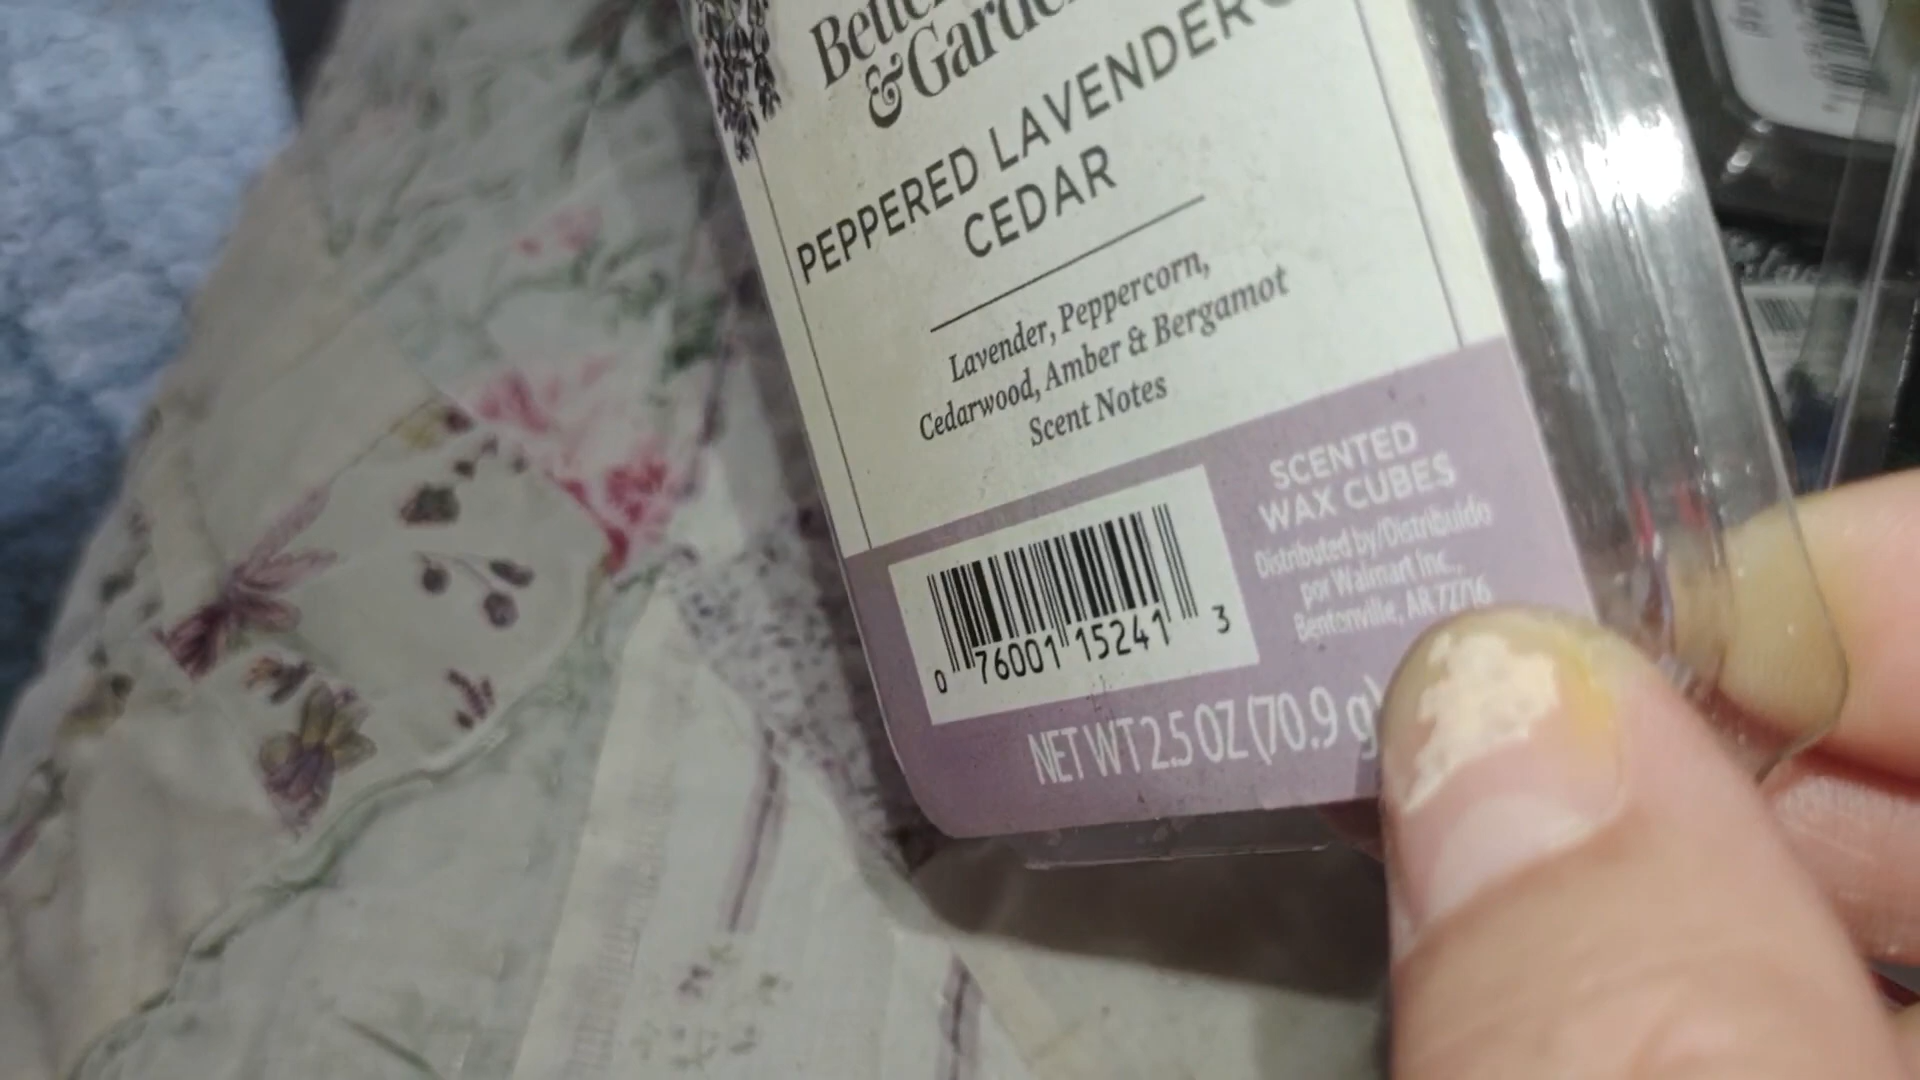 &Garden
PEPPERED LAVENDER
CEDAR
Lavender, Peppercorn,
Cedarwood, Amber & Bergamot
Scent Notes
SCENTED
WAX CUBES
Distributed by/Distribuido
por Walmart Inc.,
Bentonville, AR 72716
0 76001 15241 3
NET WT 2.5 OZ (70.9 g)